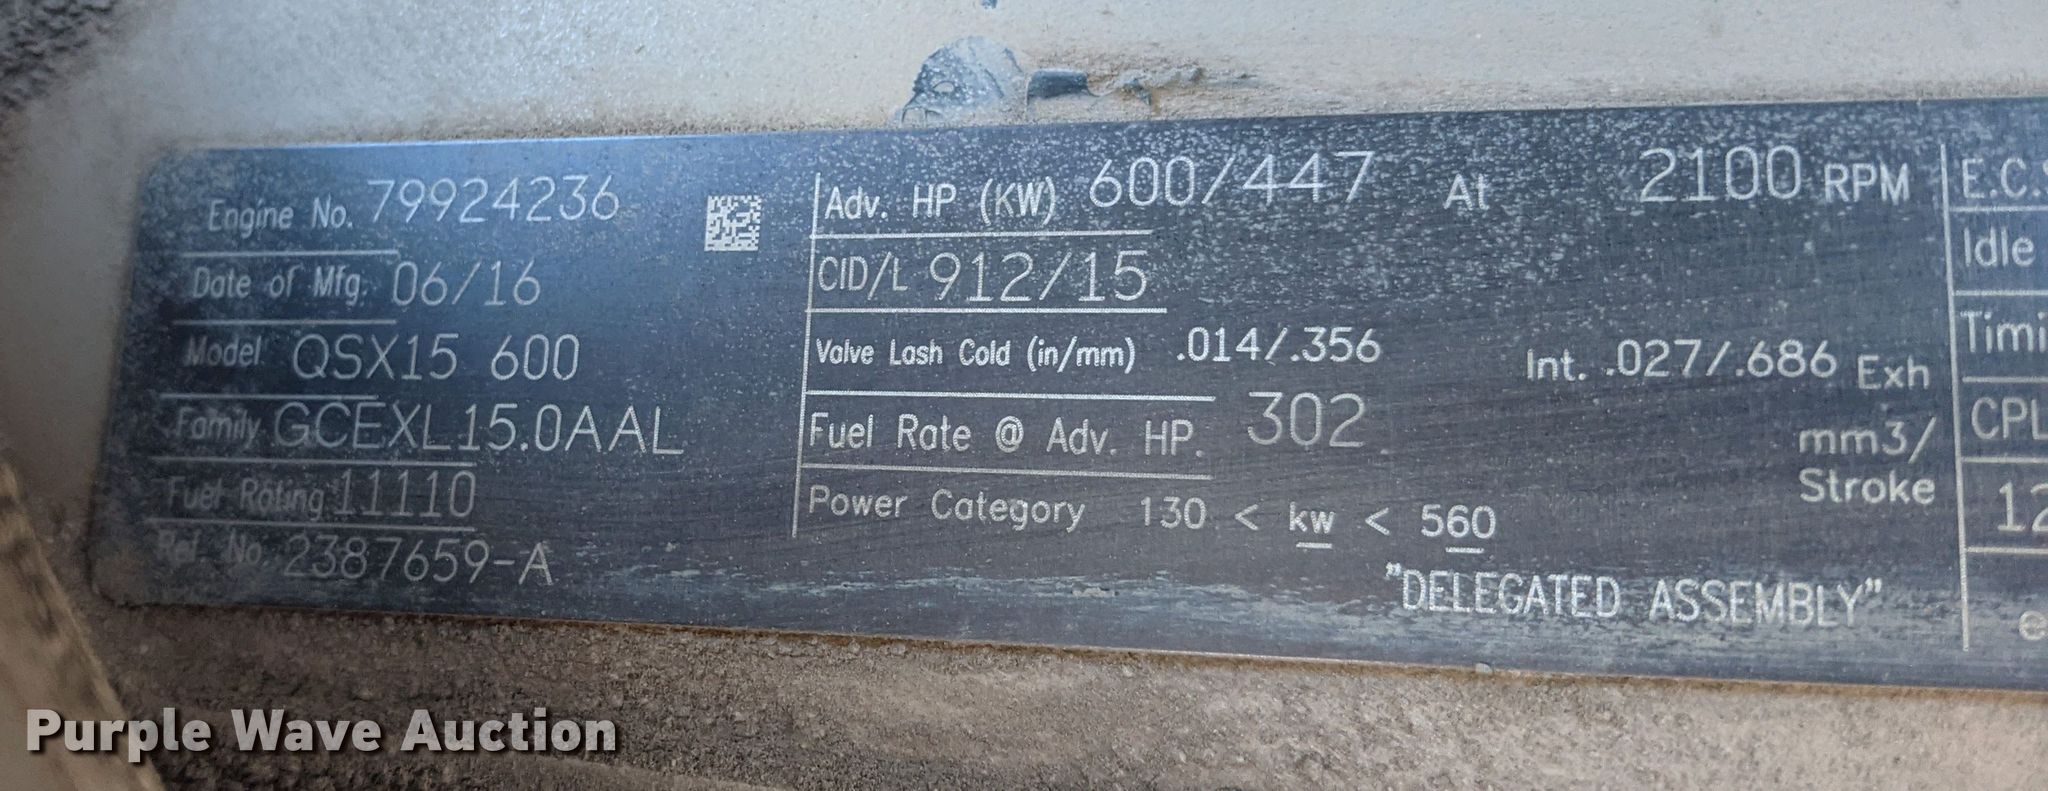 Engine No. 79924236
Date of Mfg. 06/16
Model QSX15 600
Family GCEXL15.0AAL
Fuel Rating 11110
Ref. No. 2387659-A
Adv. HP (KW) 600/447 At 2100 RPM
CID/L 912/15
Valve Lash Cold (in/mm) .014/.356 Int. .027/.686 Exh
Fuel Rate @ Adv. HP. 302 mm3/
Stroke
Power Category 130 < kw < 560
"DELEGATED ASSEMBLY"
E.C.
Idle
Timi
CPL
12
Purple Wave Auction